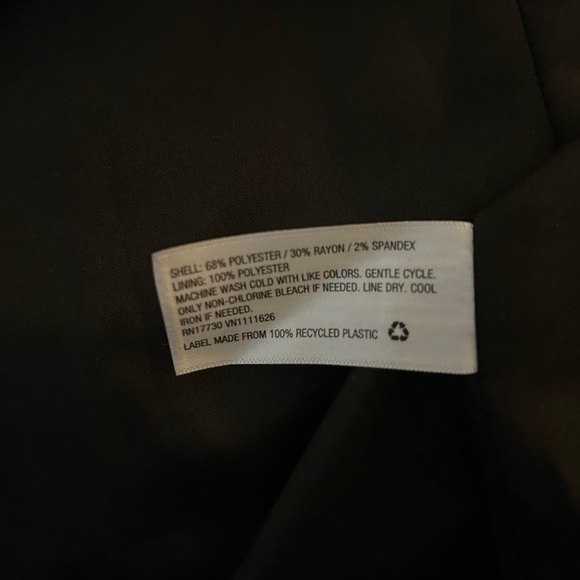 SHELL: 68% POLYESTER / 30% RAYON / 2% SPANDEX
LINING: 100% POLYESTER
MACHINE WASH COLD WITH LIKE COLORS. GENTLE CYCLE.
ONLY NON-CHLORINE BLEACH IF NEEDED. LINE DRY. COOL
IRON IF NEEDED.
RN17730 VN1111626
LABEL MADE FROM 100% RECYCLED PLASTIC